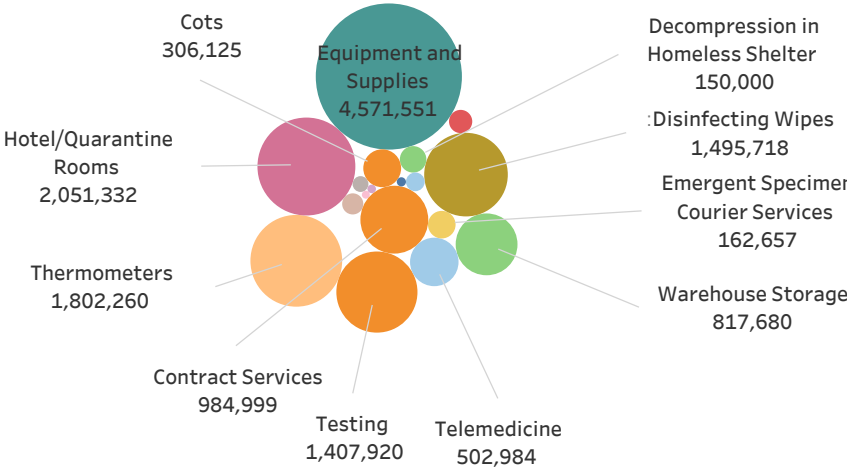 Cots
306,125
Equipment and
Supplies
4,571,551
Decompression in
Homeless Shelter
150,000
Hotel/Quarantine
Rooms
2,051,332
:Disinfecting Wipes
1,495,718
Emergent Specimen
Courier Services
162,657
Thermometers
1,802,260
Warehouse Storage
817,680
Contract Services
984,999
Testing
1,407,920
Telemedicine
502,984